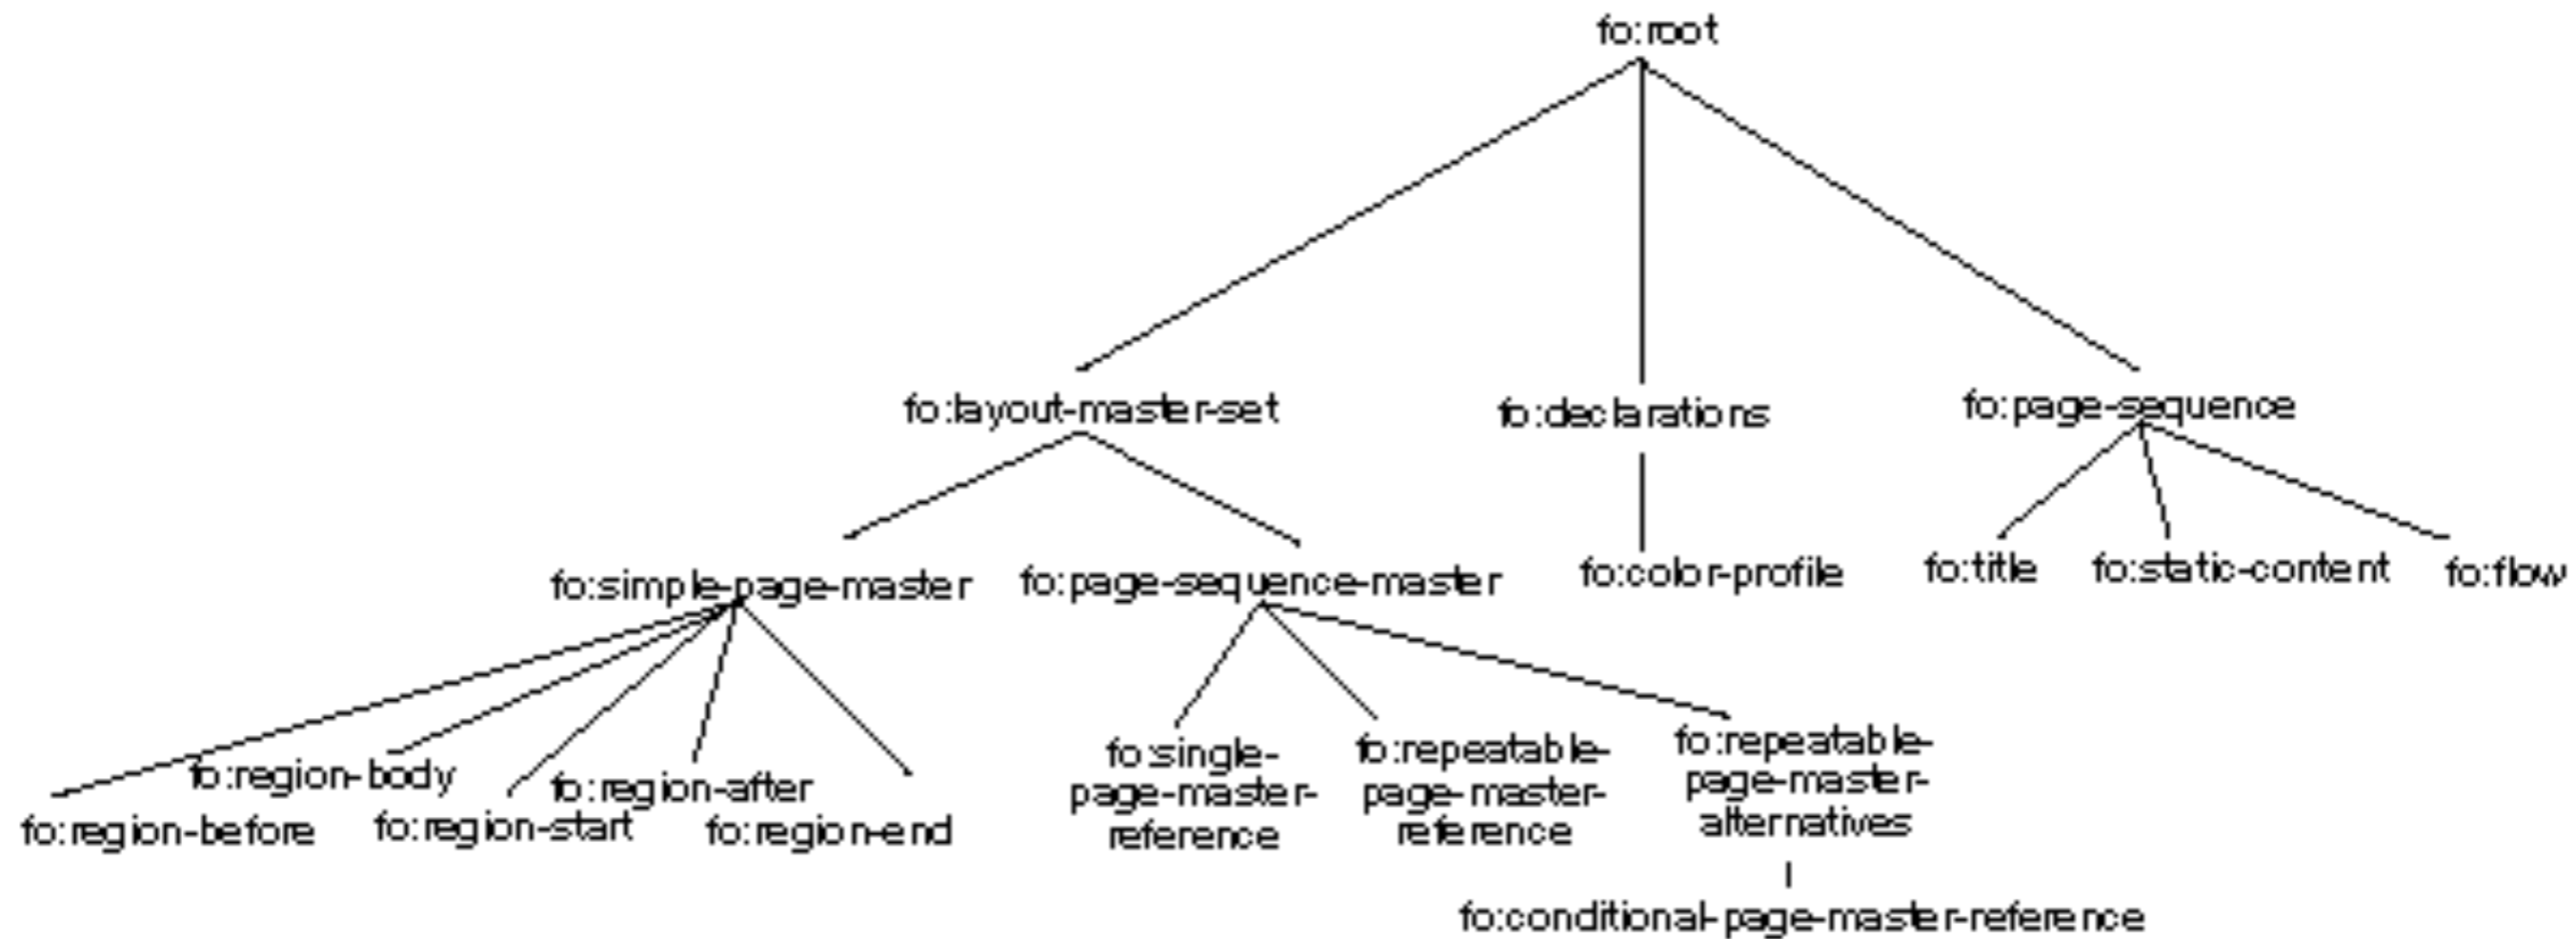 fo:root
fo:layout-master-set
fo:declarations
fo:page-sequence
fo:simple-page-master
fo:page-sequence-master
fo:color-profile
fo:title
fo:static-content
fo:flow
fo:region-before
fo:region-body
fo:region-start
fo:region-after
fo:region-end
fo:single-
page-master-
reference
fo:repeatable-
page-master-
reference
fo:repeatable-
page-master-
alternatives
fo:conditional-page-master-reference